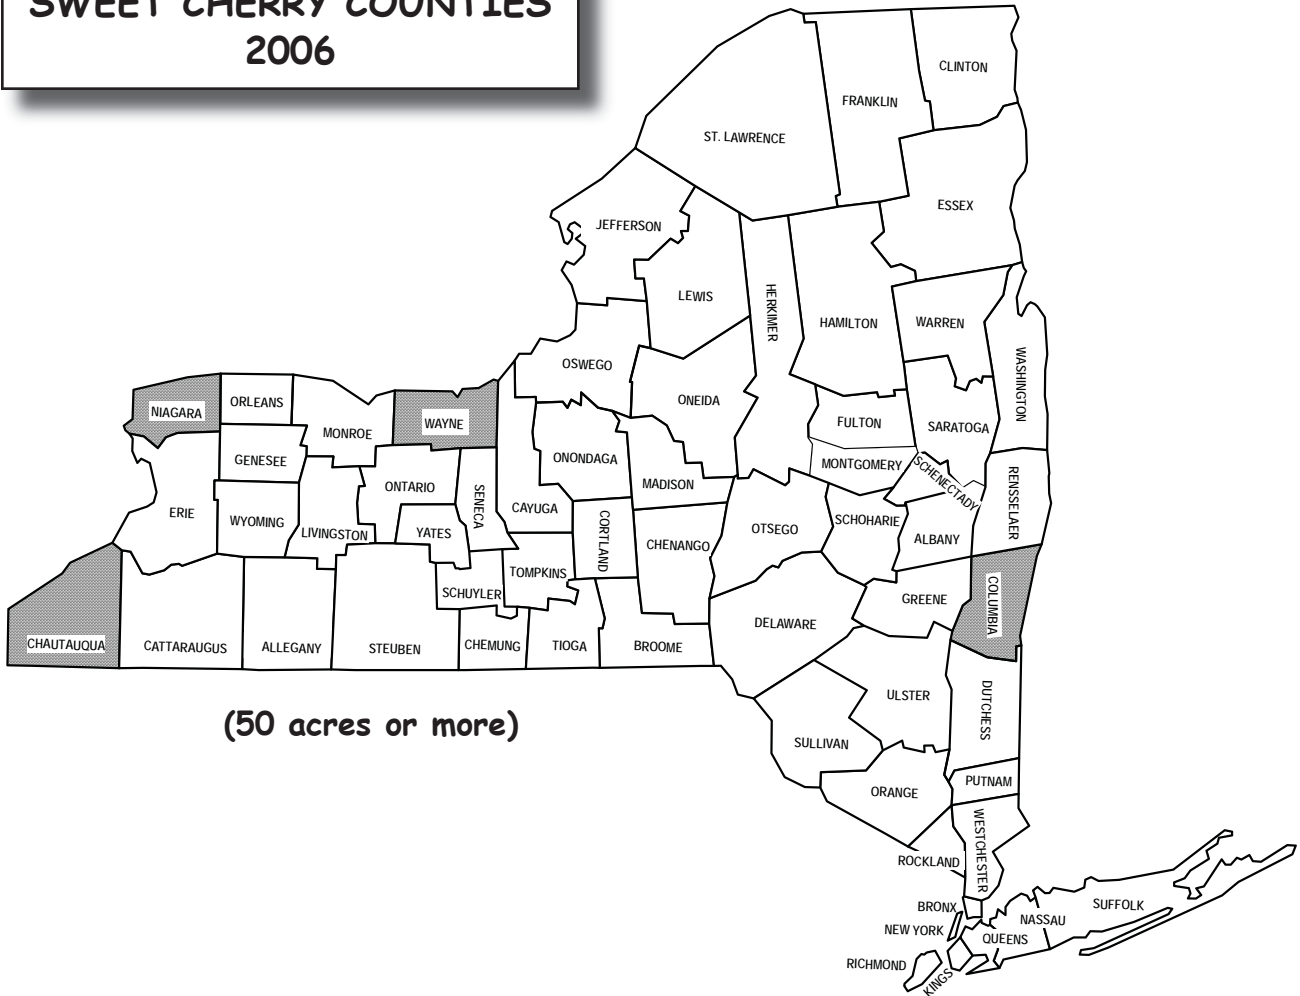 SWEET CHERRY COUNTIES
2006
CLINTON
FRANKLIN
ST. LAWRENCE
ESSEX
JEFFERSON
LEWIS
HERKIMER
HAMILTON
WARREN
WASHINGTON
OSWEGO
ONEIDA
NIAGARA
ORLEANS
MONROE
WAYNE
FULTON
SARATOGA
GENESEE
ONONDAGA
MONTGOMERY
SCHENECTADY
RENSSELAER
MADISON
ONTARIO
SENECA
CAYUGA
ERIE
WYOMING
LIVINGSTON
YATES
CORTLAND
CHENANGO
OTSEGO
SCHOHARIE
ALBANY
TOMPKINS
SCHUYLER
GREENE
COLUMBIA
DELAWARE
CHAUTAUQUA
CATTARAUGUS
ALLEGANY
STEUBEN
CHEMUNG
TIOGA
BROOME
(50 acres or more)
ULSTER
DUTCHESS
SULLIVAN
ORANGE
PUTNAM
WESTCHESTER
ROCKLAND
BRONX
NEW YORK
SUFFOLK
NASSAU
QUEENS
RICHMOND
KINGS